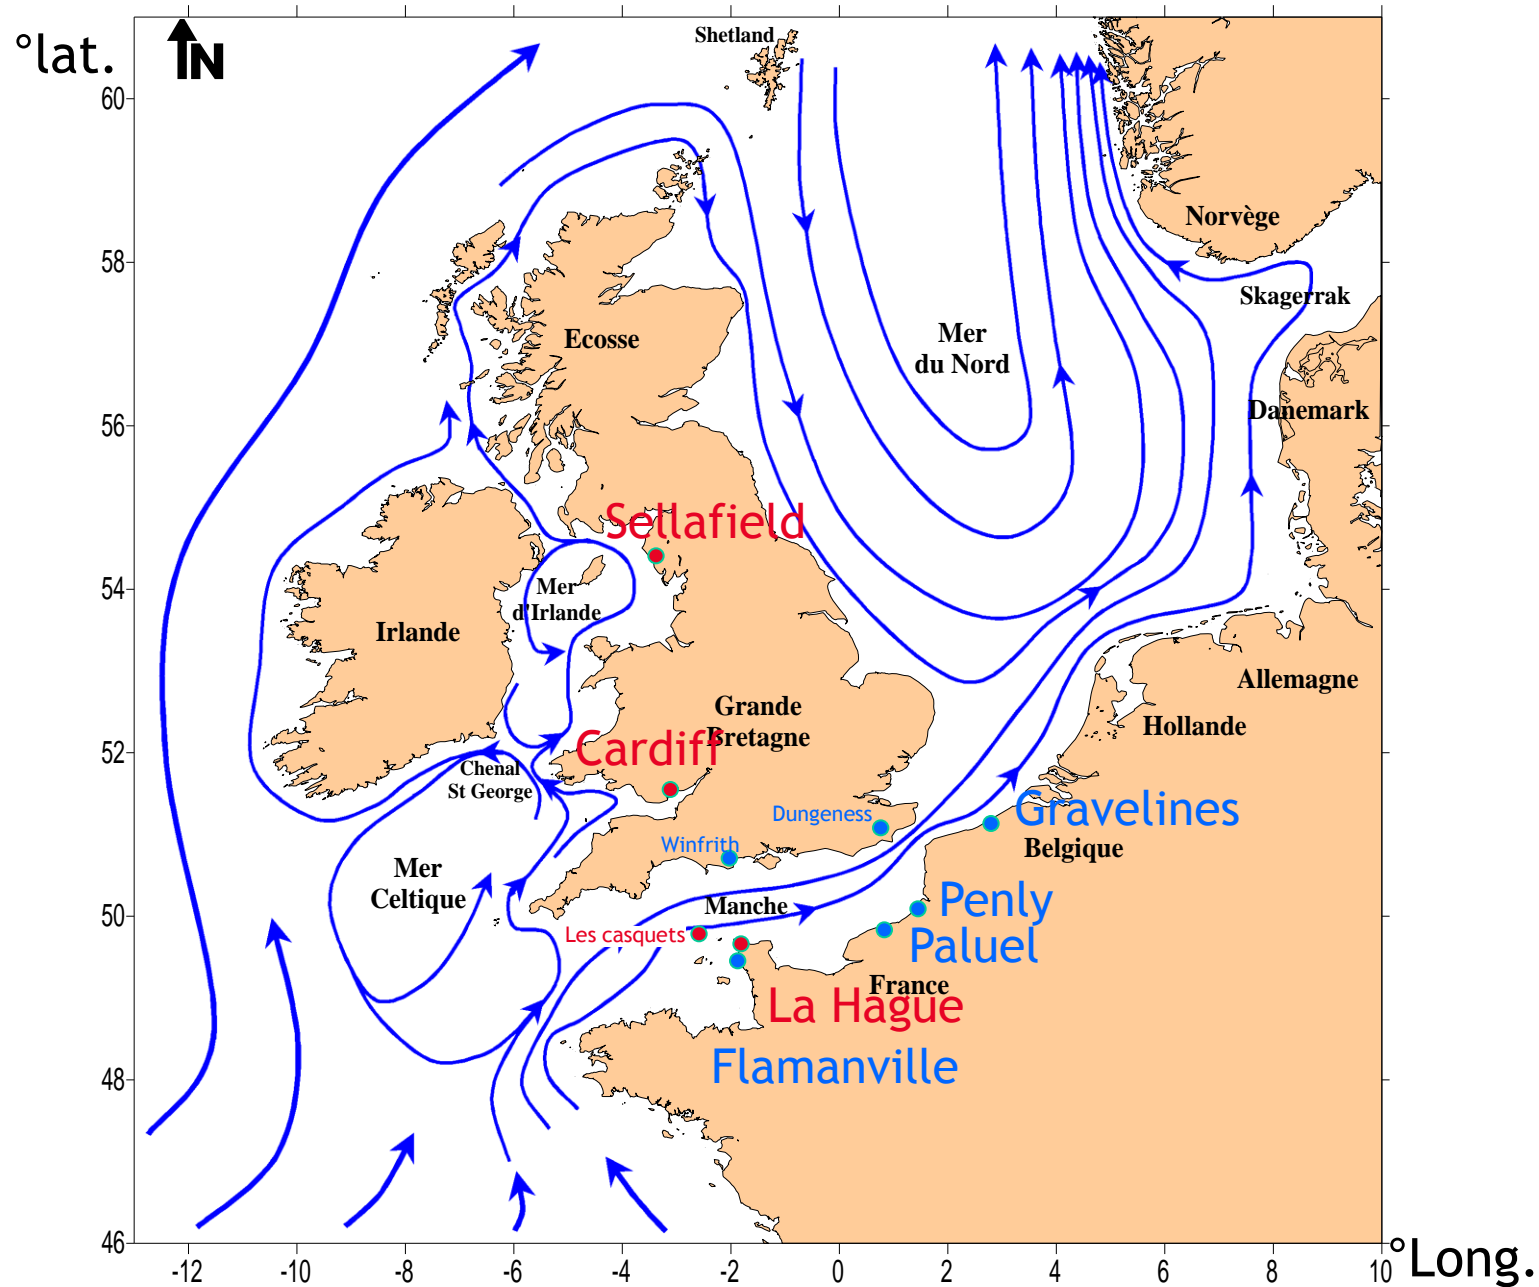 °lat.
N
Shetland
60
Norvège
58
Skagerrak
Ecosse
Mer
du Nord
Danemark
56
Sellafield
54
Mer
d'Irlande
Irlande
Allemagne
Grande
Bretagne
Hollande
52
Cardiff
Chenal
St George
Dungeness
Gravelines
Winfrith
Belgique
Mer
Celtique
Manche
Penly
50
Les casquets
Paluel
France
La Hague
Flamanville
48
46
-12 -10 -8 -6 -4 -2 0 2 4 6 8 10
°Long.